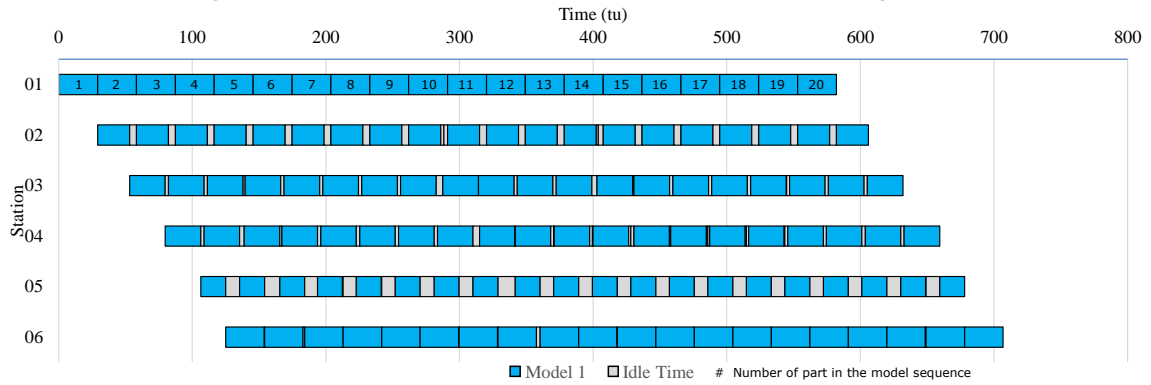 Time (tu)
0 100 200 300 400 500 600 700 800
Station
01 1 2 3 4 5 6 7 8 9 10 11 12 13 14 15 16 17 18 19 20
02
03
04
05
06
Model 1 Idle Time # Number of part in the model sequence